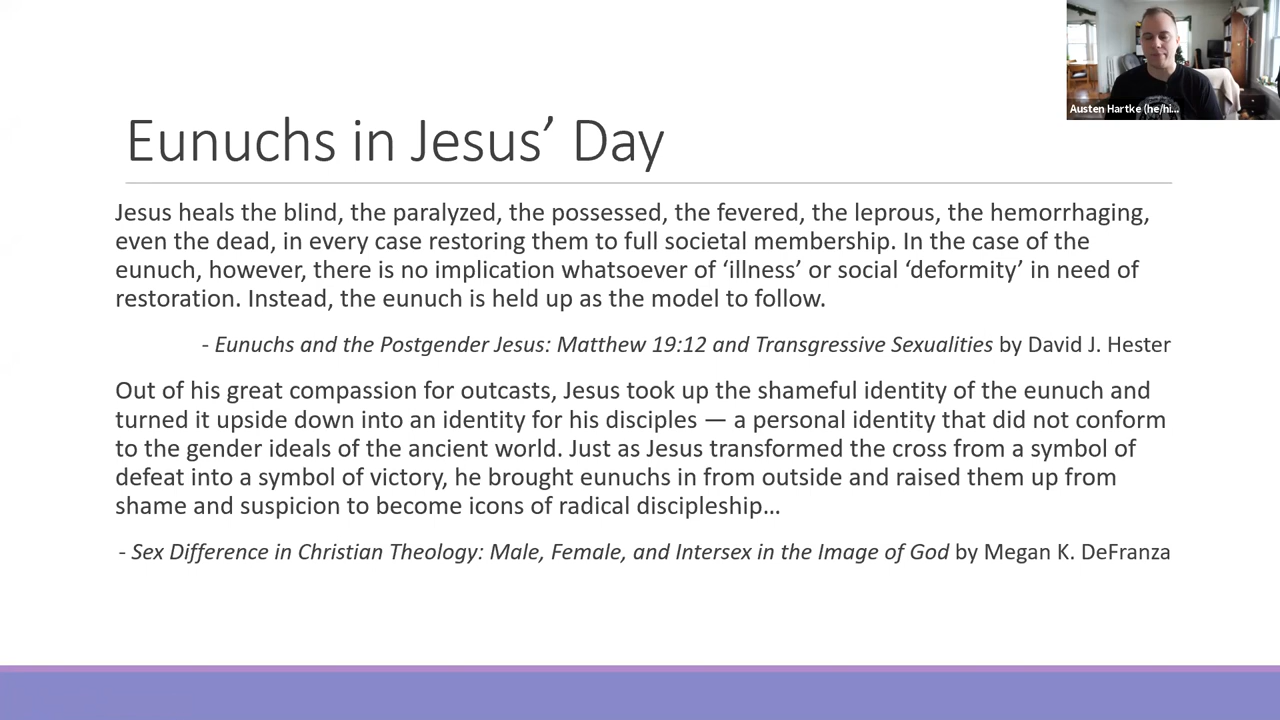 Eunuchs in Jesus’ Day
Jesus heals the blind, the paralyzed, the possessed, the fevered, the leprous, the hemorrhaging,
even the dead, in every case restoring them to full societal membership. In the case of the
eunuch, however, there is no implication whatsoever of ‘illness’ or social ‘deformity’ in need of
restoration. Instead, the eunuch is held up as the model to follow.
- Eunuchs and the Postgender Jesus: Matthew 19:12 and Transgressive Sexualities by David J. Hester
Out of his great compassion for outcasts, Jesus took up the shameful identity of the eunuch and
turned it upside down into an identity for his disciples — a personal identity that did not conform
to the gender ideals of the ancient world. Just as Jesus transformed the cross from a symbol of
defeat into a symbol of victory, he brought eunuchs in from outside and raised them up from
shame and suspicion to become icons of radical discipleship…
- Sex Difference in Christian Theology: Male, Female, and Intersex in the Image of God by Megan K. DeFranza
Austen Hartke (he/hi...